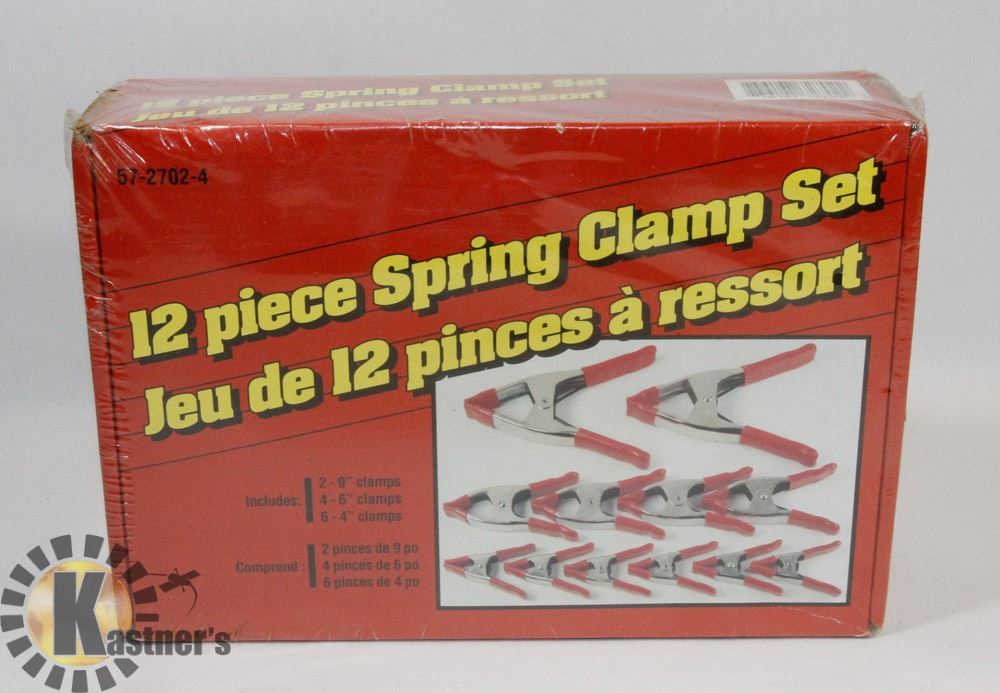 12 piece Spring Clamp Set
Jeu de 12 pinces à ressort
57-2702-4
12 piece Spring Clamp Set
Jeu de 12 pinces à ressort
Includes:
2 - 9" clamps
4 - 6" clamps
6 - 4" clamps
Comprend :
2 pinces de 9 po
4 pinces de 6 po
6 pinces de 4 po
Kastner's